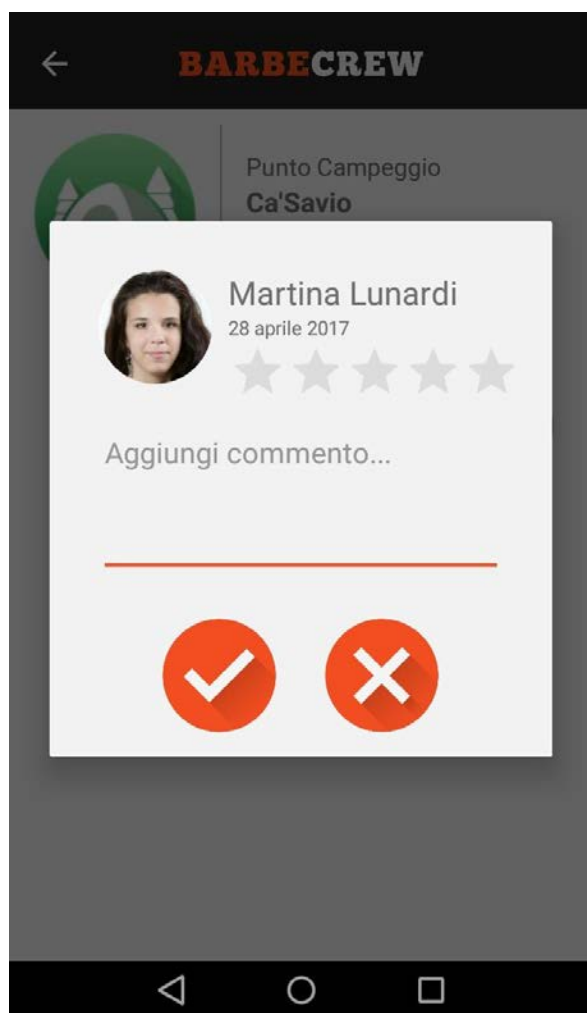 BARBECREW
Punto Campeggio
Ca'Savio
Martina Lunardi
28 aprile 2017
Aggiungi commento...